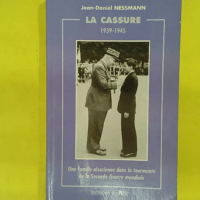 Jean-Daniel NESSMANN
LA CASSURE
1939-1945
Une famille alsacienne dans la tourmente
de la Seconde Guerre mondiale